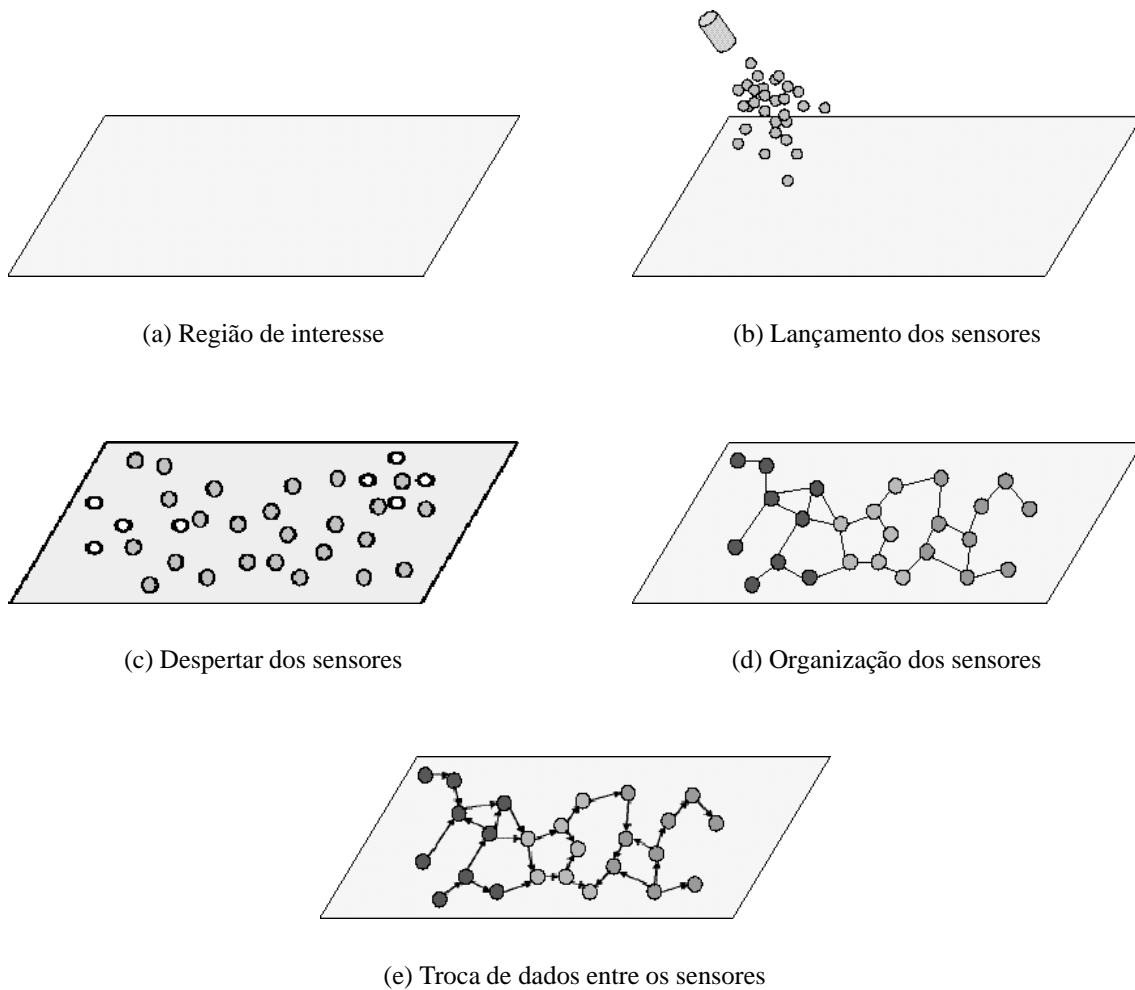 (a) Região de interesse
(b) Lançamento dos sensores
(c) Despertar dos sensores
(d) Organização dos sensores
(e) Troca de dados entre os sensores